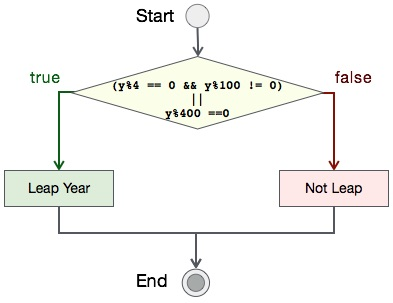 Start
true
false
(y%4 == 0 && y%100 != 0)
||
y%400 ==0
Leap Year
Not Leap
End